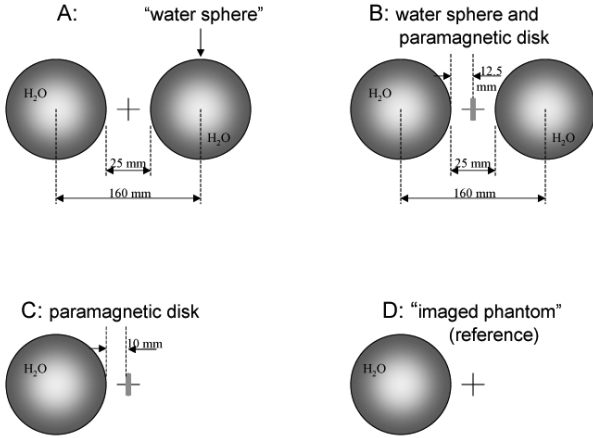 A:
"water sphere"
H₂O
H₂O
25 mm
160 mm
B: water sphere and
paramagnetic disk
12.5
mm
H₂O
H₂O
25 mm
160 mm
C: paramagnetic disk
10 mm
H₂O
D: "imaged phantom"
(reference)
H₂O